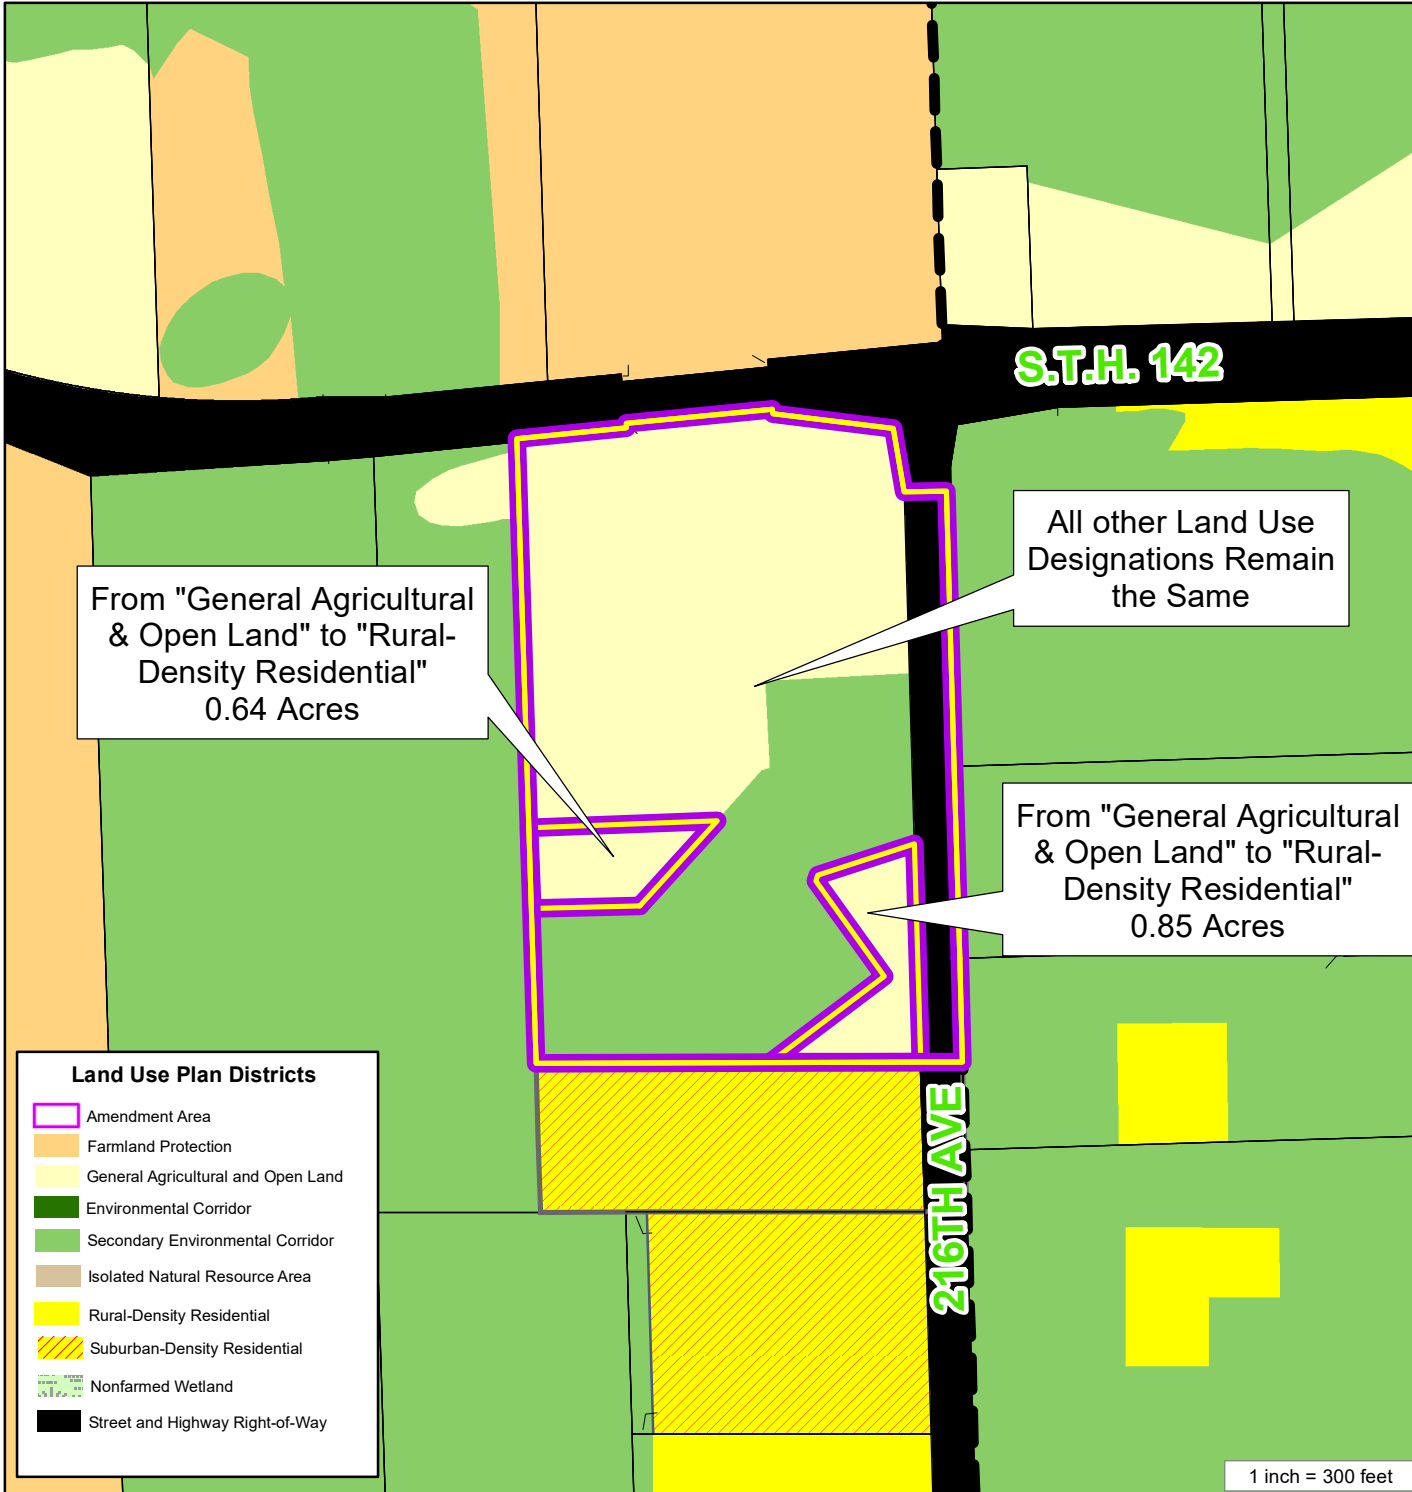 S.T.H. 142
All other Land Use
Designations Remain
the Same
From "General Agricultural
& Open Land" to "Rural-
Density Residential"
0.64 Acres
From "General Agricultural
& Open Land" to "Rural-
Density Residential"
0.85 Acres
216TH AVE
Land Use Plan Districts
Amendment Area
Farmland Protection
General Agricultural and Open Land
Environmental Corridor
Secondary Environmental Corridor
Isolated Natural Resource Area
Rural-Density Residential
Suburban-Density Residential
Nonfarmed Wetland
Street and Highway Right-of-Way
1 inch = 300 feet